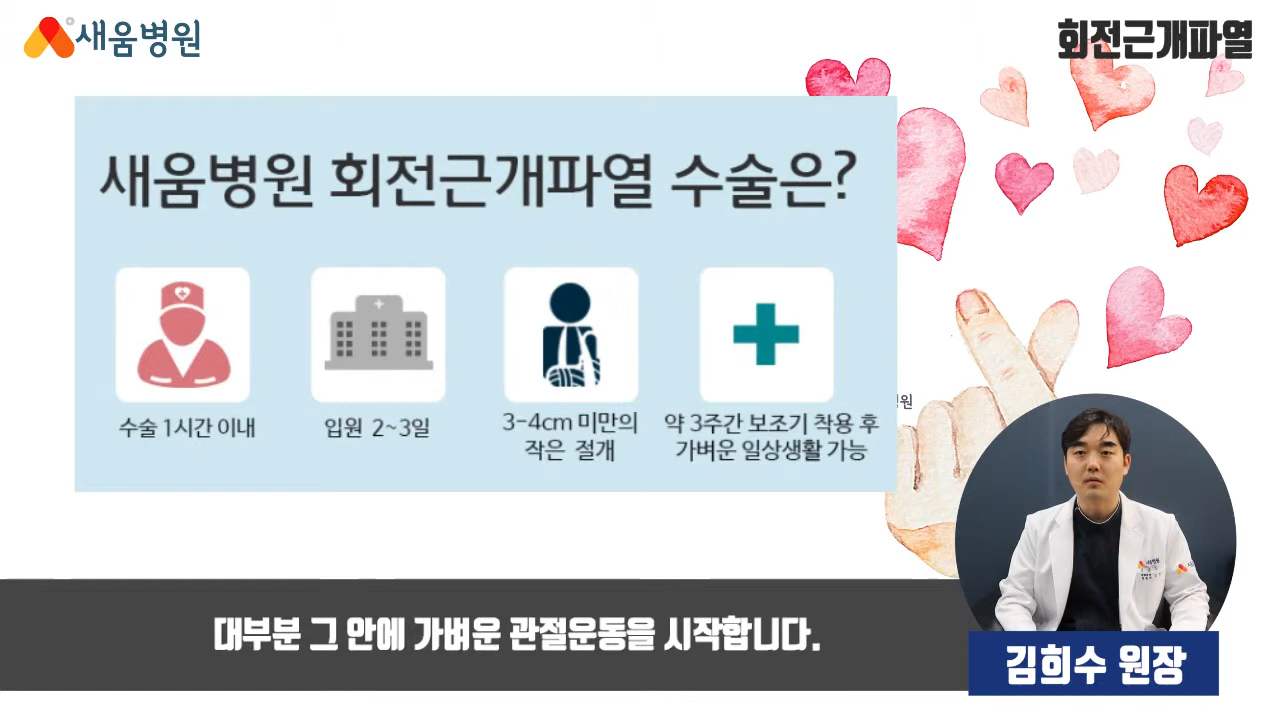 새움병원
회전근개파열
새움병원 회전근개파열 수술은?
수술 1시간 이내
입원 2~3일
3-4cm 미만의
작은 절개
약 3주간 보조기 착용 후
가벼운 일상생활 가능
대부분 그 안에 가벼운 관절운동을 시작합니다.
김희수 원장